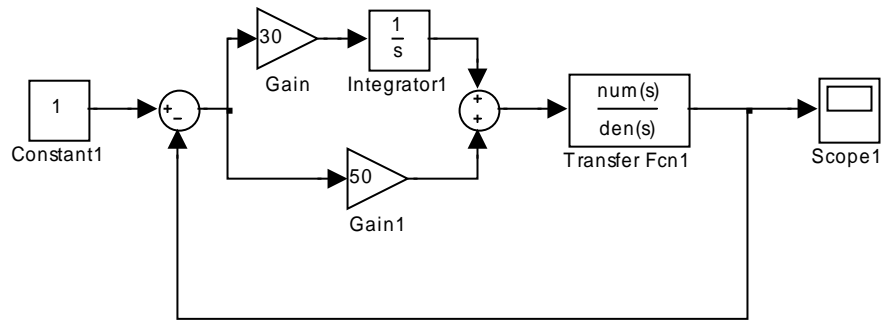 30
Gain
1
s
Integrator1
1
Constant1
+
−
+
+
num(s)
den(s)
Transfer Fcn1
Scope1
50
Gain1